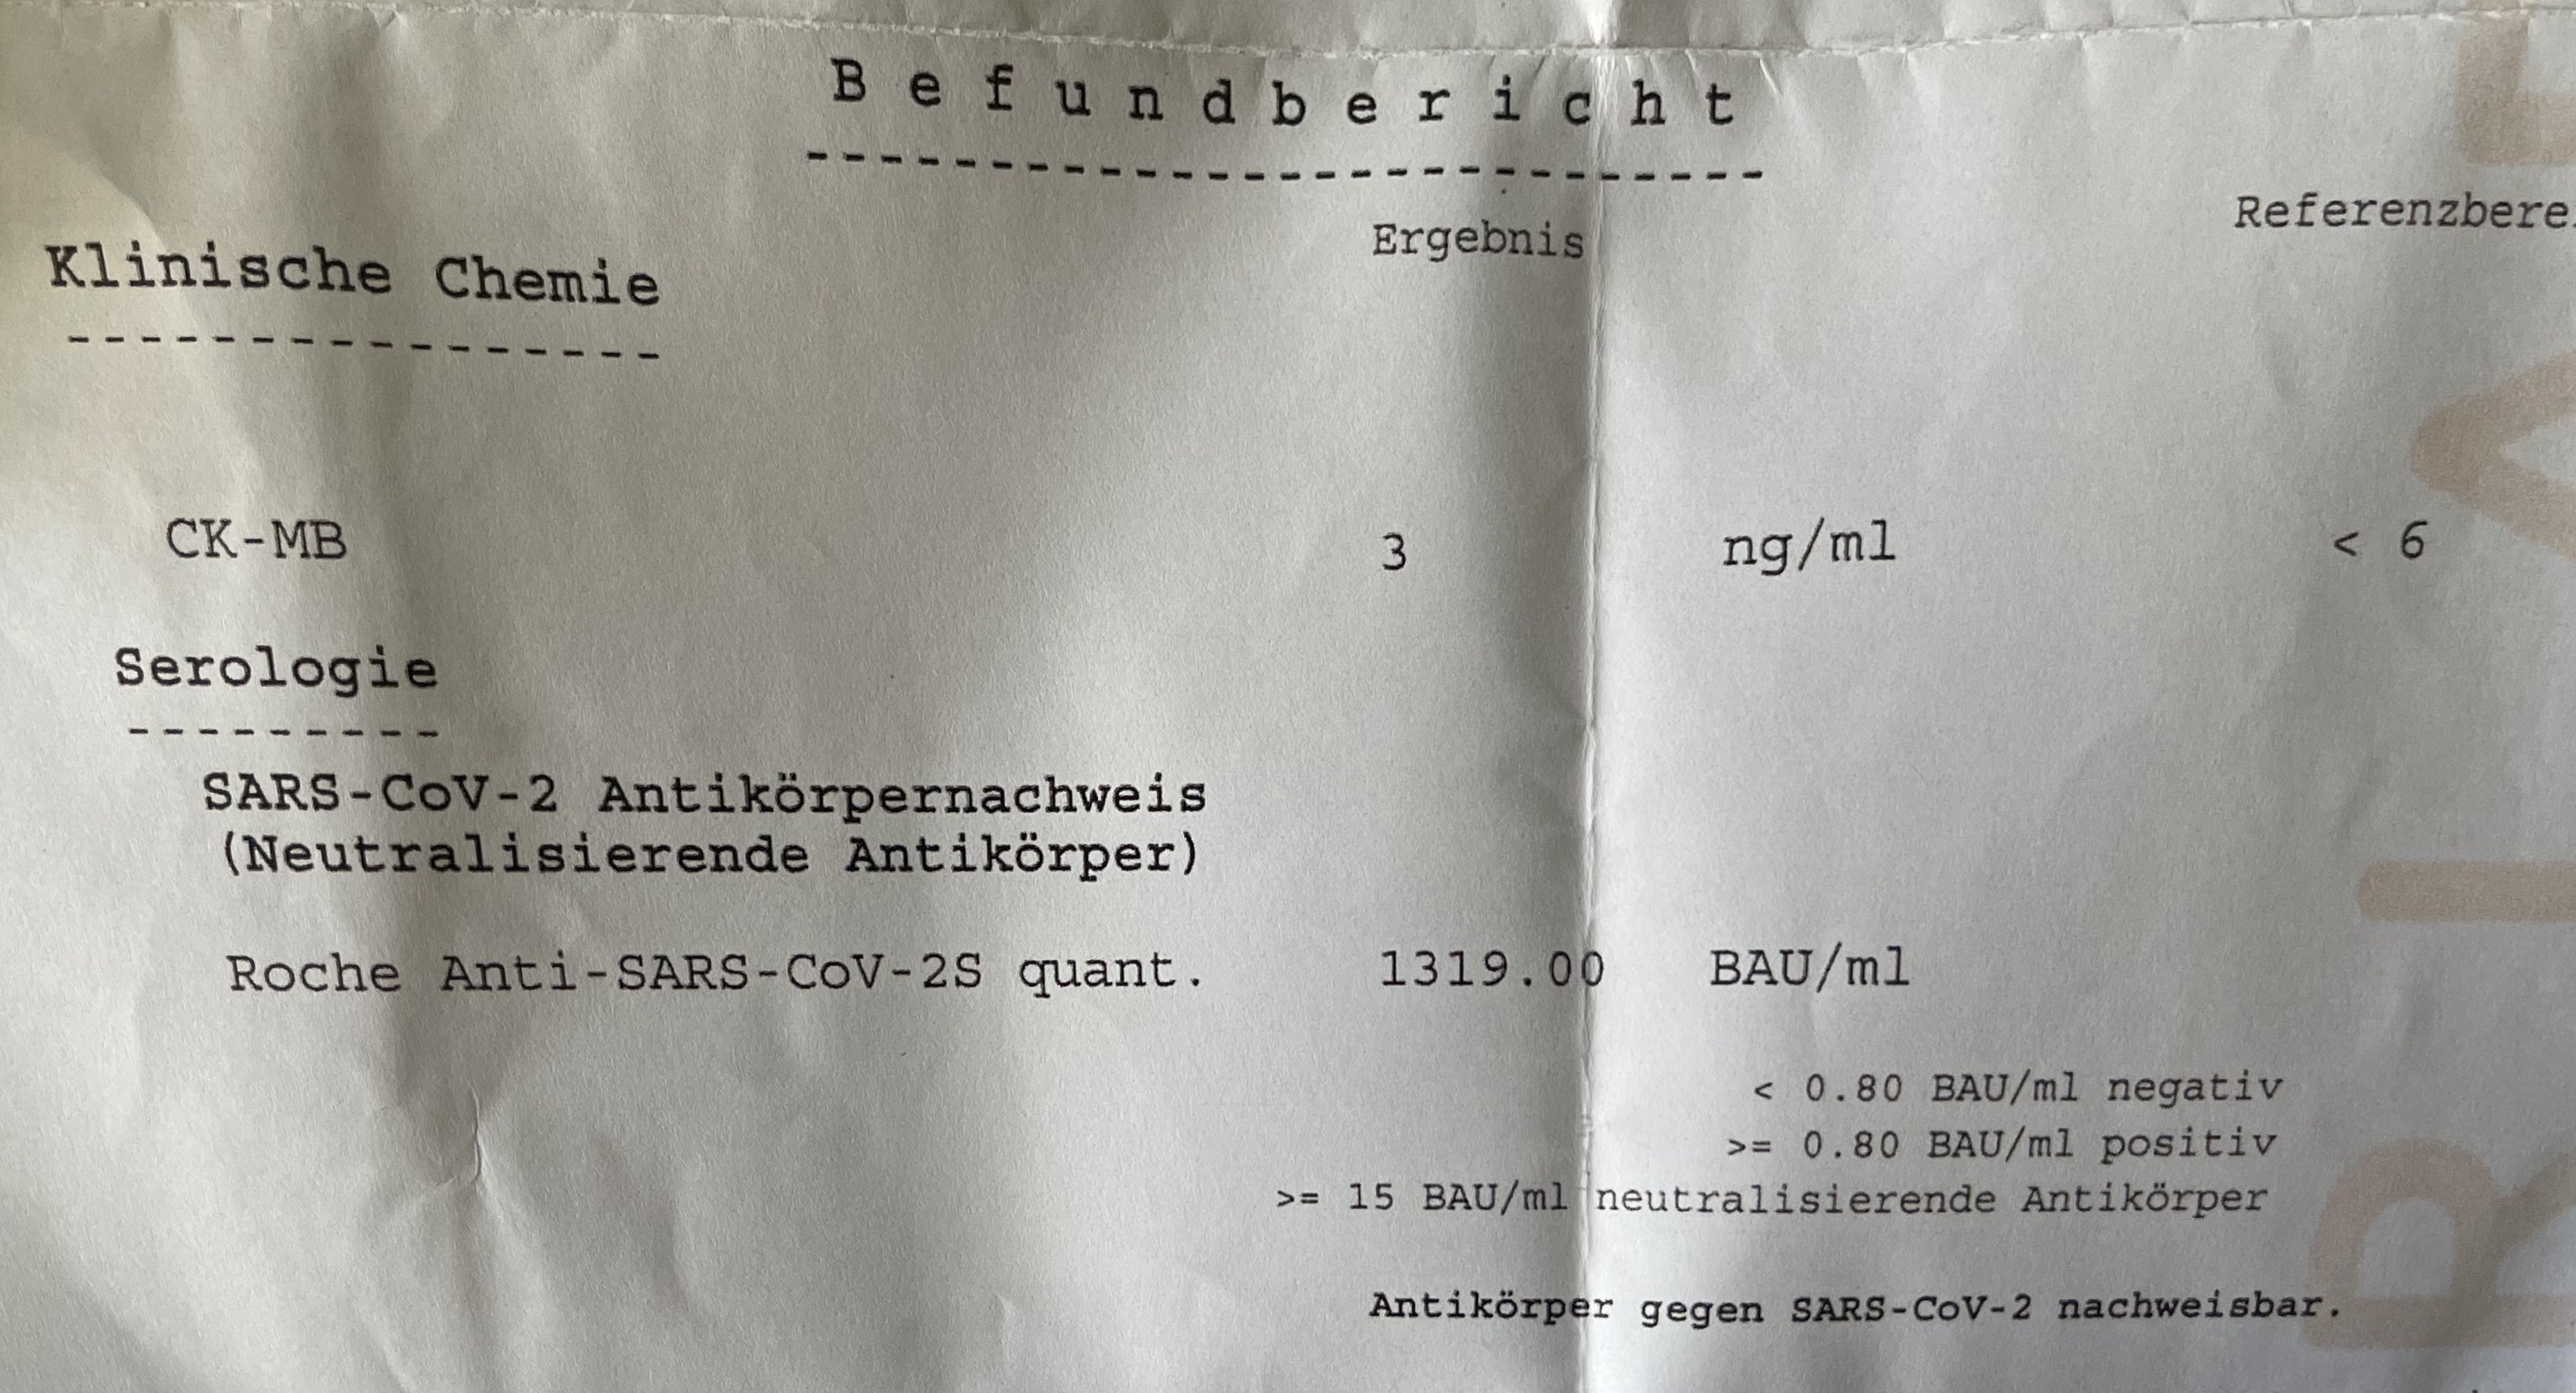 B e f u n d b e r i c h t
--------------------------
Ergebnis Referenzbere
Klinische Chemie
----------------
CK-MB 3 ng/ml < 6
Serologie
---------
SARS-CoV-2 Antikörpernachweis
(Neutralisierende Antikörper)
Roche Anti-SARS-CoV-2S quant. 1319.00 BAU/ml
< 0.80 BAU/ml negativ
>= 0.80 BAU/ml positiv
>= 15 BAU/ml neutralisierende Antikörper
Antikörper gegen SARS-CoV-2 nachweisbar.